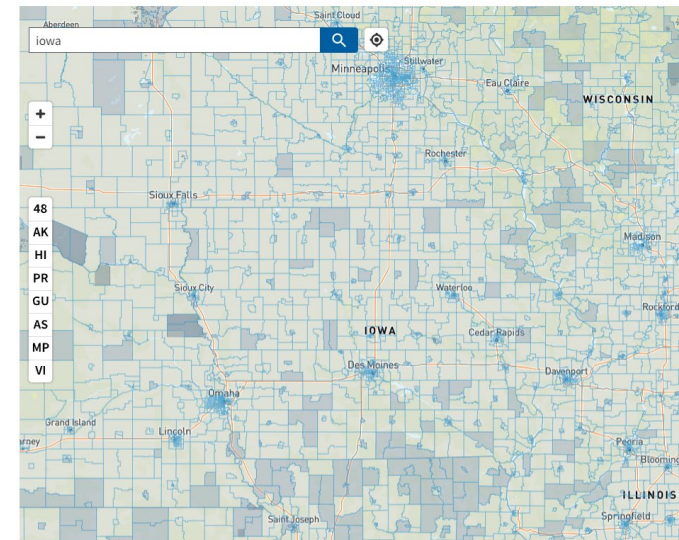 Aberdeen
Saint Cloud
iowa
Stillwater
Minneapolis
Eau Claire
WISCONSIN
+
−
Rochester
Sioux Falls
48
AK
HI
PR
GU
AS
MP
VI
Madison
Sioux City
Waterloo
Rockford
IOWA
Cedar Rapids
Des Moines
Davenport
Omaha
Grand Island
Lincoln
rney
Peoria
Blooming
ILLINOIS
Saint Joseph
Springfield